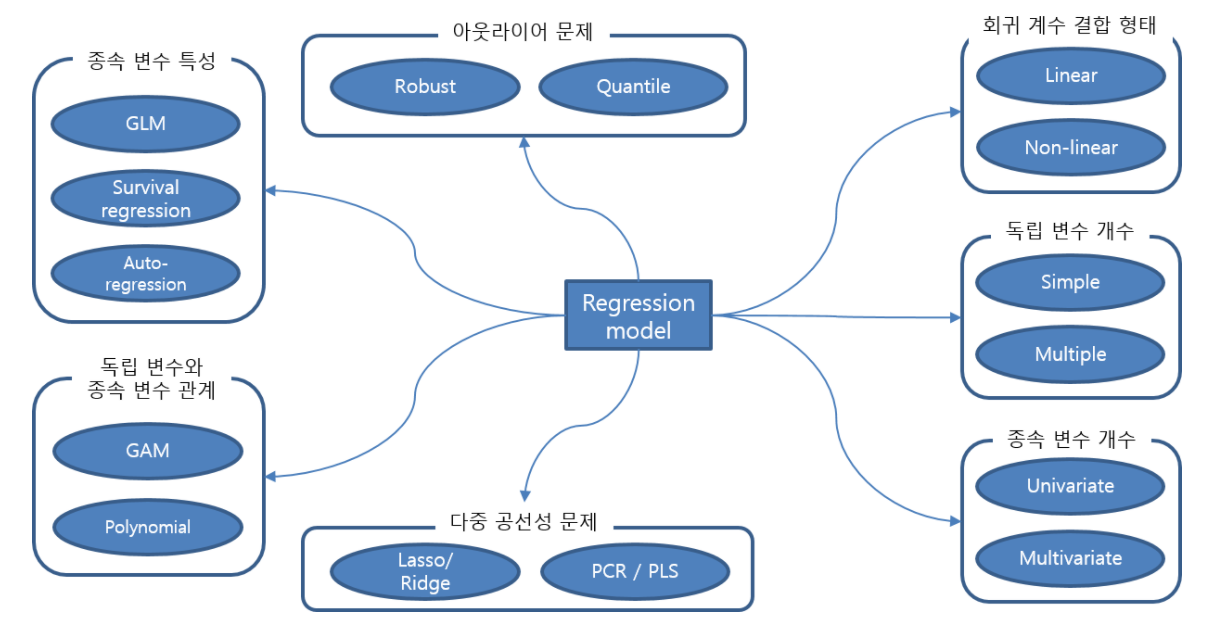 종속 변수 특성
GLM
Survival
regression
Auto-
regression
아웃라이어 문제
Robust
Quantile
회귀 계수 결합 형태
Linear
Non-linear
독립 변수 개수
Simple
Multiple
Regression
model
독립 변수와
종속 변수 관계
GAM
Polynomial
다중 공선성 문제
Lasso/
Ridge
PCR / PLS
종속 변수 개수
Univariate
Multivariate